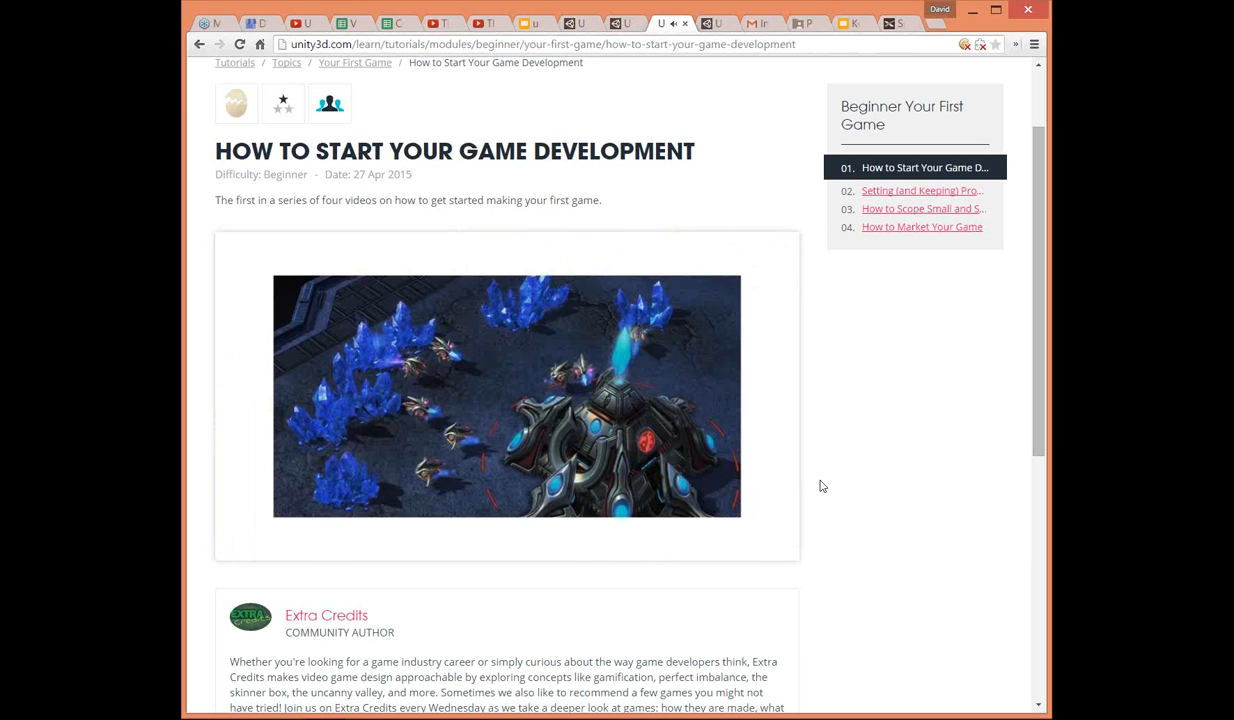 David
M
D
U
V
C
T
T
u
U
U
U
U
In
P
K
S
unity3d.com/learn/tutorials/modules/beginner/your-first-game/how-to-start-your-game-development
Tutorials / Topics / Your First Game / How to Start Your Game Development
HOW TO START YOUR GAME DEVELOPMENT
Difficulty: Beginner - Date: 27 Apr 2015
The first in a series of four videos on how to get started making your first game.
Beginner Your First
Game
01. How to Start Your Game D...
02. Setting (and Keeping) Pro...
03. How to Scope Small and S...
04. How to Market Your Game
EXTRA
Credits
Extra Credits
COMMUNITY AUTHOR
Whether you're looking for a game industry career or simply curious about the way game developers think, Extra
Credits makes video game design approachable by exploring concepts like gamification, perfect imbalance, the
skinner box, the uncanny valley, and more. Sometimes we also like to recommend a few games you might not
have tried! Join us on Extra Credits every Wednesday as we take a deeper look at games: how they are made, what